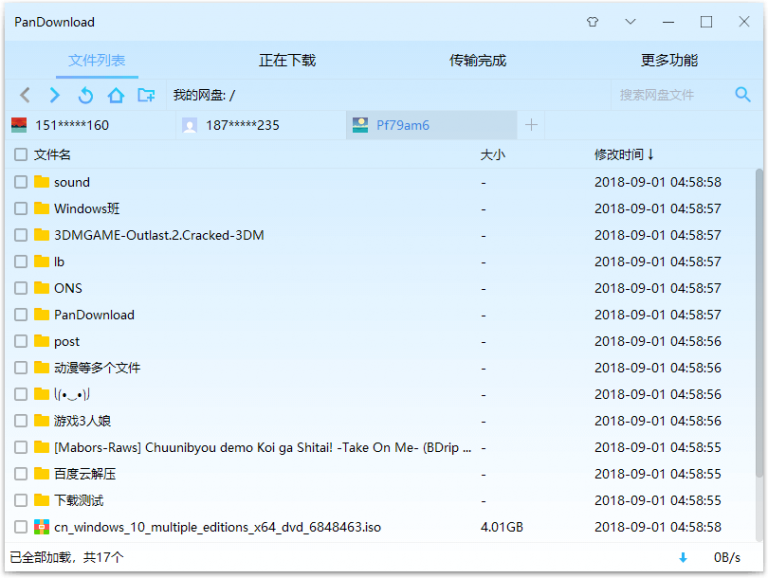 PanDownload
文件列表 正在下载 传输完成 更多功能
我的网盘: / 搜索网盘文件
151*****160 187*****235 Pf79am6
文件名 大小 修改时间↓
sound - 2018-09-01 04:58:58
Windows班 - 2018-09-01 04:58:57
3DMGAME-Outlast.2.Cracked-3DM - 2018-09-01 04:58:57
lb - 2018-09-01 04:58:57
ONS - 2018-09-01 04:58:57
PanDownload - 2018-09-01 04:58:57
post - 2018-09-01 04:58:56
动漫等多个文件 - 2018-09-01 04:58:56
⎝(•‿•)⎠ - 2018-09-01 04:58:56
游戏3人娘 - 2018-09-01 04:58:56
[Mabors-Raws] Chuunibyou demo Koi ga Shitai! -Take On Me- (BDrip ... - 2018-09-01 04:58:55
百度云解压 - 2018-09-01 04:58:55
下载测试 - 2018-09-01 04:58:55
cn_windows_10_multiple_editions_x64_dvd_6848463.iso 4.01GB 2018-09-01 04:58:58
已全部加载，共17个 0B/s